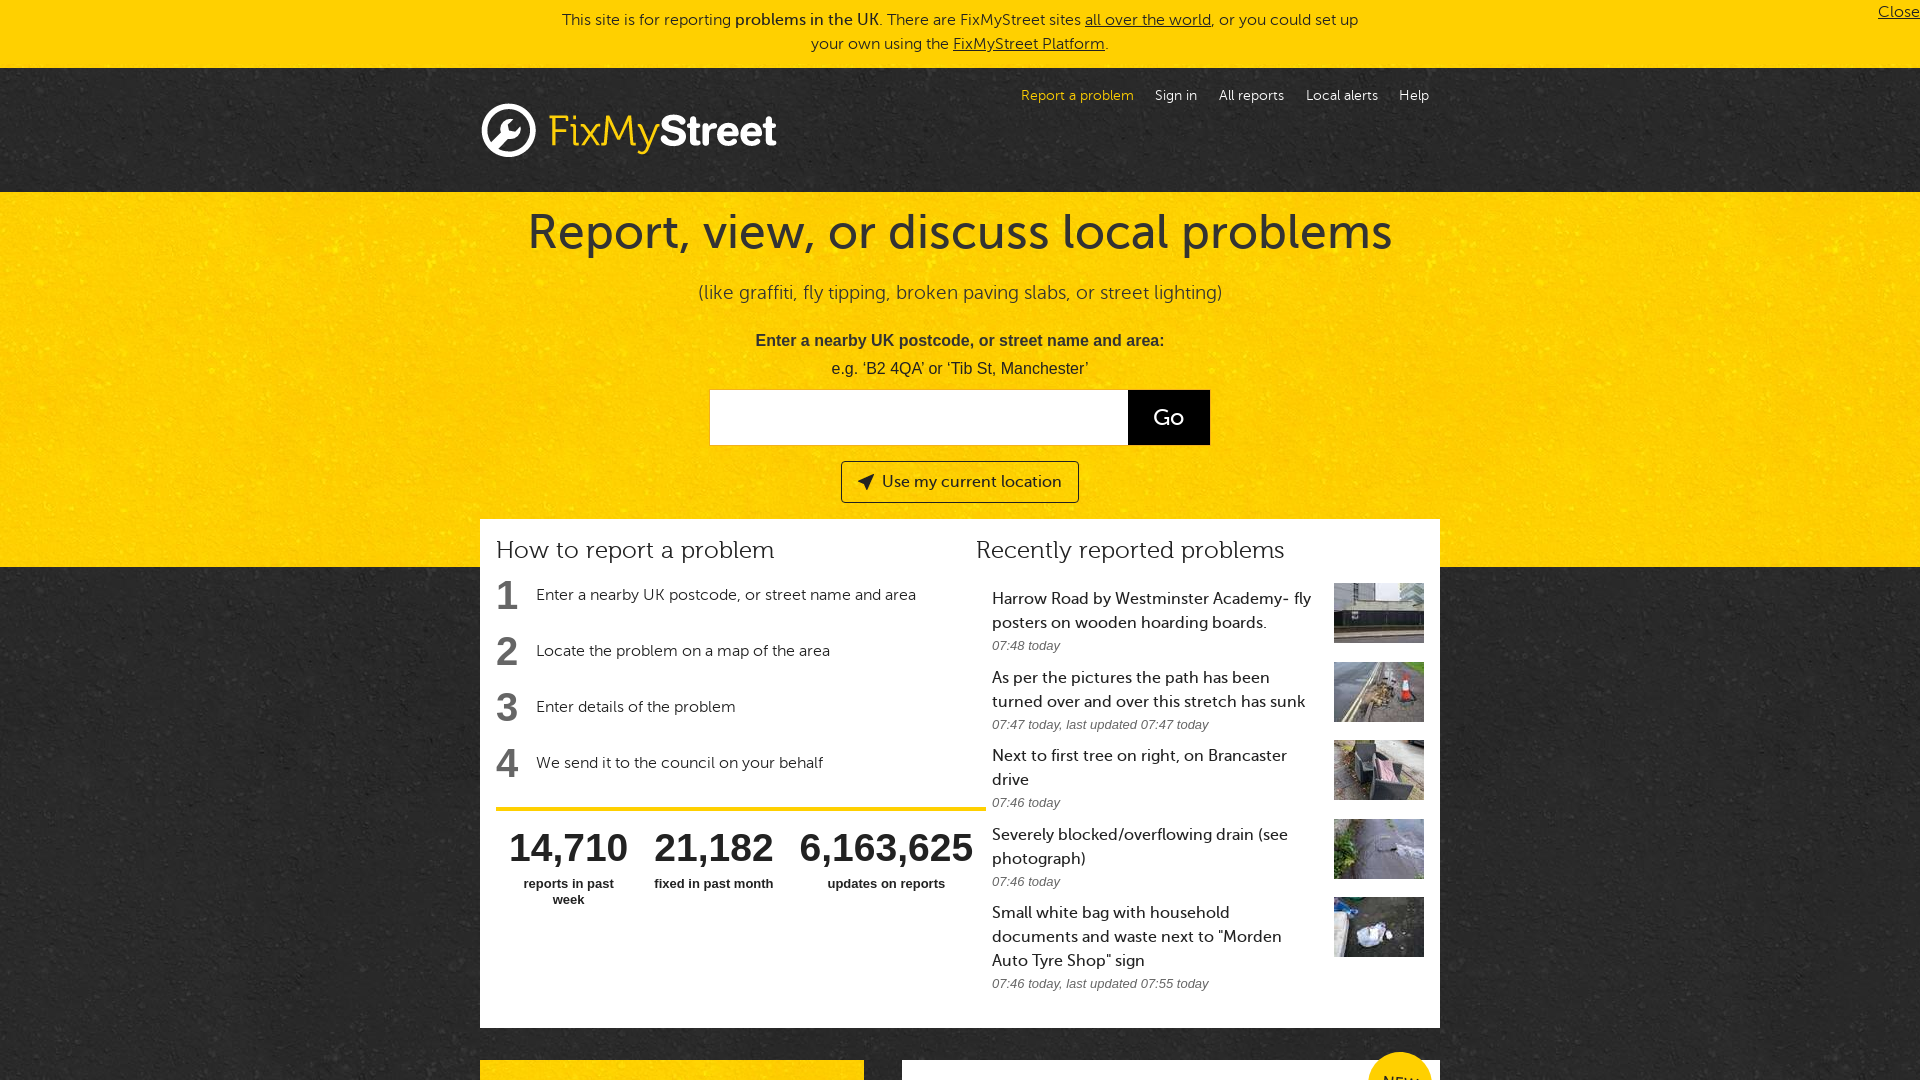 This site is for reporting problems in the UK. There are FixMyStreet sites all over the world, or you could set up
your own using the FixMyStreet Platform.
Close
Report a problem
Sign in
All reports
Local alerts
Help
FixMyStreet
Report, view, or discuss local problems
(like graffiti, fly tipping, broken paving slabs, or street lighting)
Enter a nearby UK postcode, or street name and area:
e.g. ‘B2 4QA’ or ‘Tib St, Manchester’
Go
Use my current location
How to report a problem
1 Enter a nearby UK postcode, or street name and area
2 Locate the problem on a map of the area
3 Enter details of the problem
4 We send it to the council on your behalf
14,710
reports in past
week
21,182
fixed in past month
6,163,625
updates on reports
Recently reported problems
Harrow Road by Westminster Academy- fly
posters on wooden hoarding boards.
07:48 today
As per the pictures the path has been
turned over and over this stretch has sunk
07:47 today, last updated 07:47 today
Next to first tree on right, on Brancaster
drive
07:46 today
Severely blocked/overflowing drain (see
photograph)
07:46 today
Small white bag with household
documents and waste next to "Morden
Auto Tyre Shop" sign
07:46 today, last updated 07:55 today
NEW